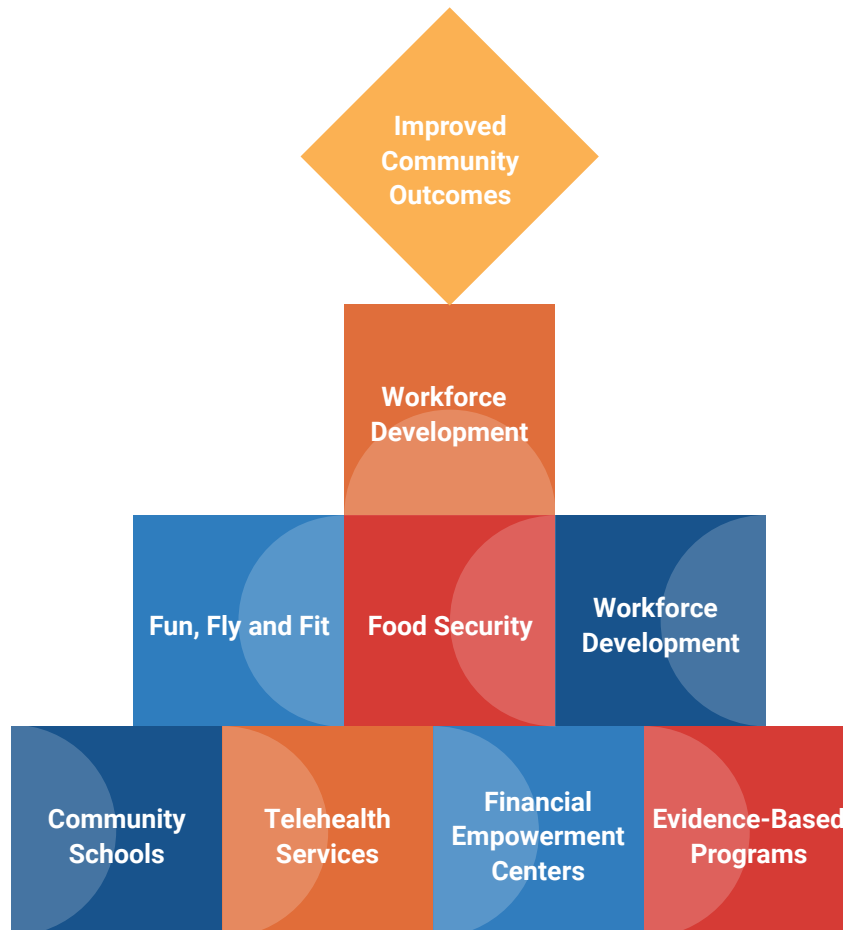 Improved
Community
Outcomes
Workforce
Development
Fun, Fly and Fit
Food Security
Workforce
Development
Community
Schools
Telehealth
Services
Financial
Empowerment
Centers
Evidence-Based
Programs